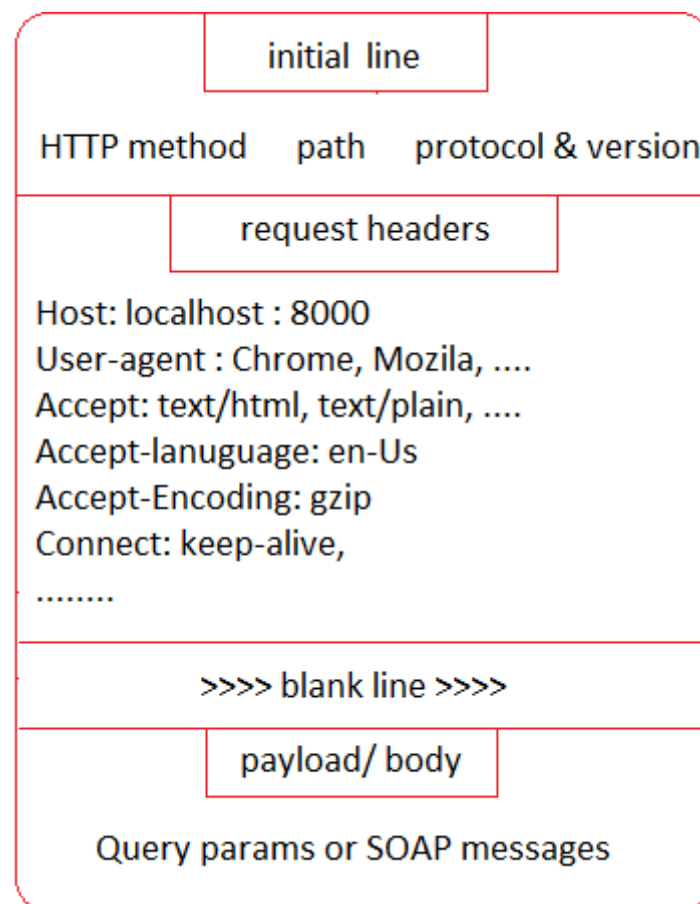 initial line
HTTP method path protocol & version
request headers
Host: localhost : 8000
User-agent : Chrome, Mozila, ....
Accept: text/html, text/plain, ....
Accept-lanuguage: en-Us
Accept-Encoding: gzip
Connect: keep-alive,
........
>>>> blank line >>>>
payload/ body
Query params or SOAP messages